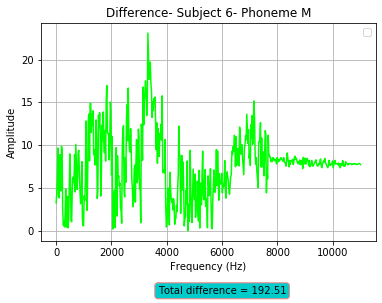 Difference- Subject 6- Phoneme M
Amplitude
20
15
10
5
0
0
2000
4000
6000
8000
10000
Frequency (Hz)
Total difference = 192.51